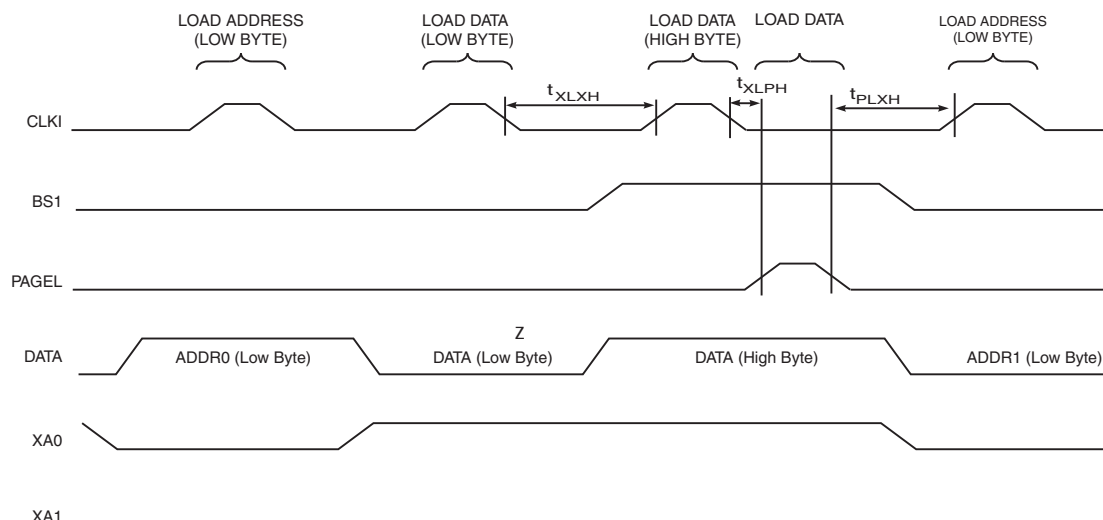 LOAD ADDRESS
(LOW BYTE)
LOAD DATA
(LOW BYTE)
LOAD DATA
(HIGH BYTE)
LOAD DATA
LOAD ADDRESS
(LOW BYTE)
tXLXH
tXLPH
tPLXH
CLKI
BS1
PAGEL
Z
DATA
ADDR0 (Low Byte)
DATA (Low Byte)
DATA (High Byte)
ADDR1 (Low Byte)
XA0
XA1